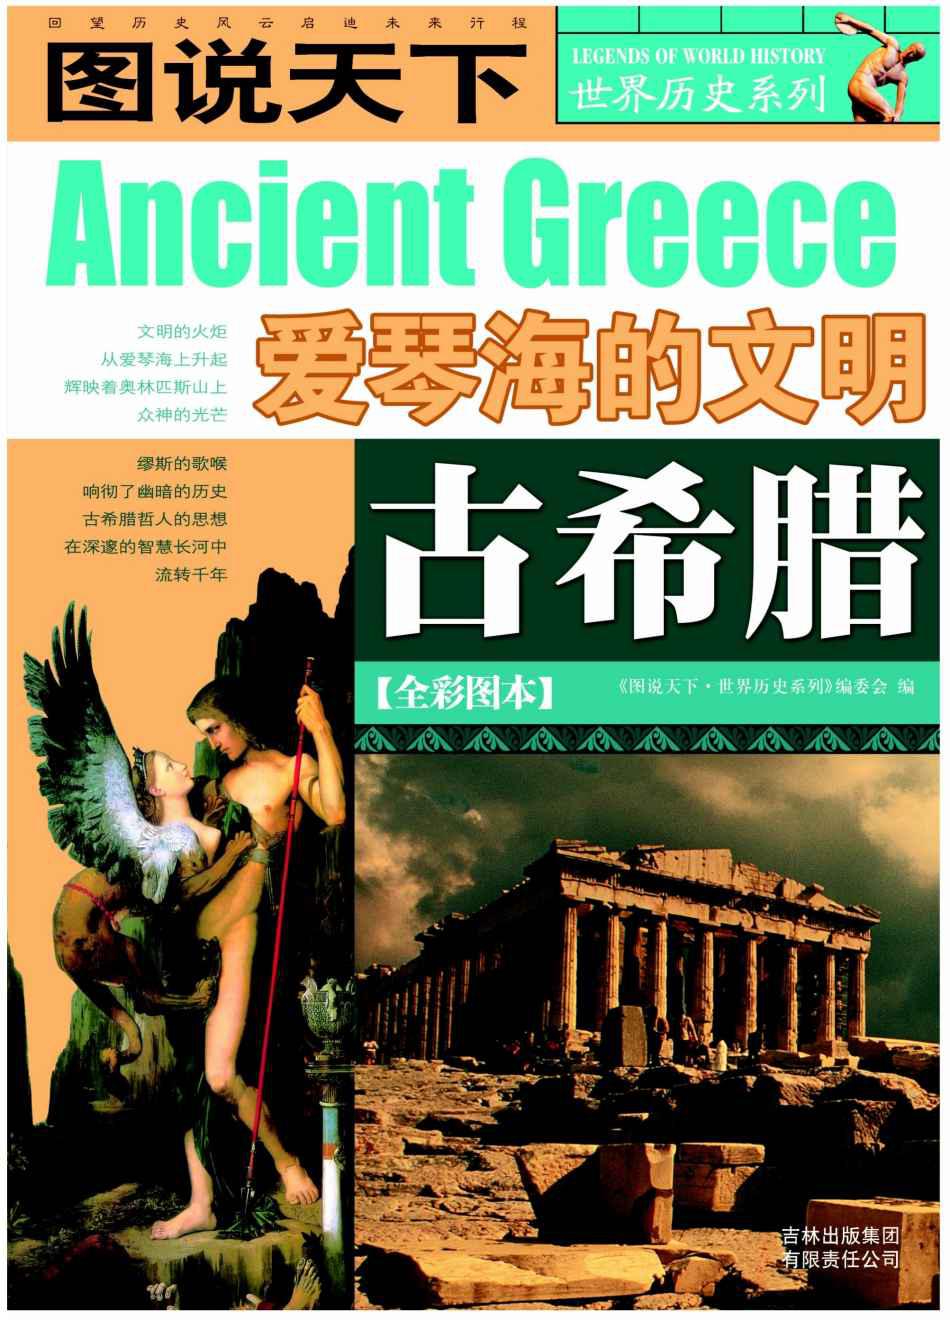 回望历史风云启迪未来行程
图说天下
LEGENDS OF WORLD HISTORY
世界历史系列
Ancient Greece
爱琴海的文明
文明的火炬
从爱琴海上升起
辉映着奥林匹斯山上
众神的光芒
缪斯的歌喉
响彻了幽暗的历史
古希腊哲人的思想
在深邃的智慧长河中
流转千年
古希腊
【全彩图本】
《图说天下·世界历史系列》编委会 编
吉林出版集团
有限责任公司